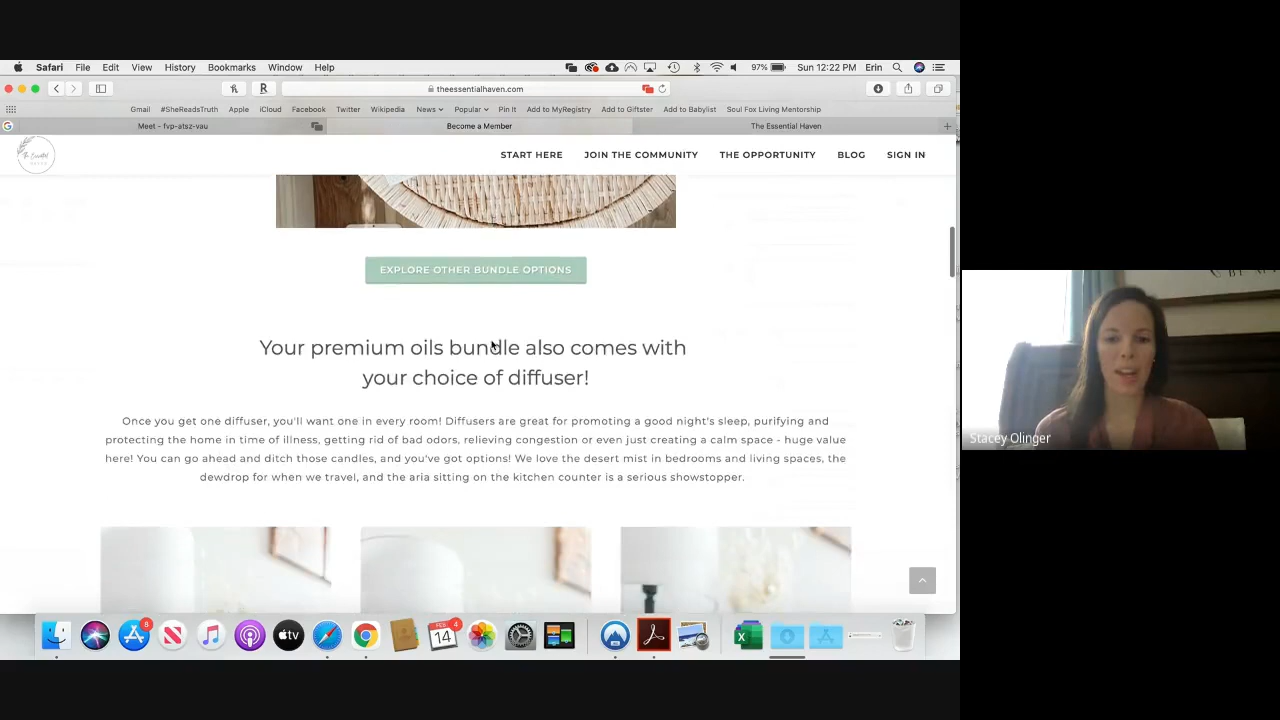 Safari File Edit View History Bookmarks Window Help 97% Sun 12:22 PM Erin
theessentialhaven.com
Gmail #SheReadsTruth Apple iCloud Facebook Twitter Wikipedia News Popular Pin It Add to MyRegistry Add to Giftster Add to Babylist Soul Fox Living Mentorship
Meet - fvp-atsz-vau Become a Member The Essential Haven
START HERE JOIN THE COMMUNITY THE OPPORTUNITY BLOG SIGN IN
EXPLORE OTHER BUNDLE OPTIONS
Your premium oils bundle also comes with
your choice of diffuser!
Once you get one diffuser, you'll want one in every room! Diffusers are great for promoting a good night's sleep, purifying and
protecting the home in time of illness, getting rid of bad odors, relieving congestion or even just creating a calm space - huge value
here! You can go ahead and ditch those candles, and you've got options! We love the desert mist in bedrooms and living spaces, the
dewdrop for when we travel, and the aria sitting on the kitchen counter is a serious showstopper.
Stacey Olinger
8
tv
FEB
14
4